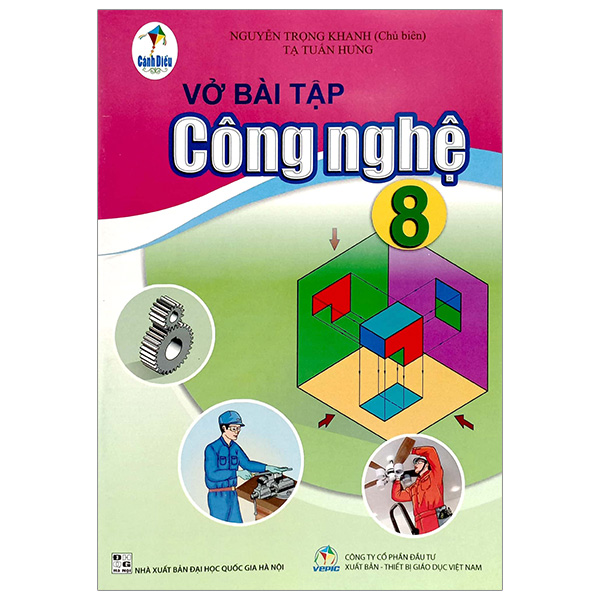 NGUYỄN TRỌNG KHANH (Chủ biên)
TẠ TUẤN HƯNG
Cánh Diều
VỞ BÀI TẬP
Công nghệ
8
HÀ NỘI
NHÀ XUẤT BẢN ĐẠI HỌC QUỐC GIA HÀ NỘI
VEPIC
CÔNG TY CỔ PHẦN ĐẦU TƯ
XUẤT BẢN - THIẾT BỊ GIÁO DỤC VIỆT NAM